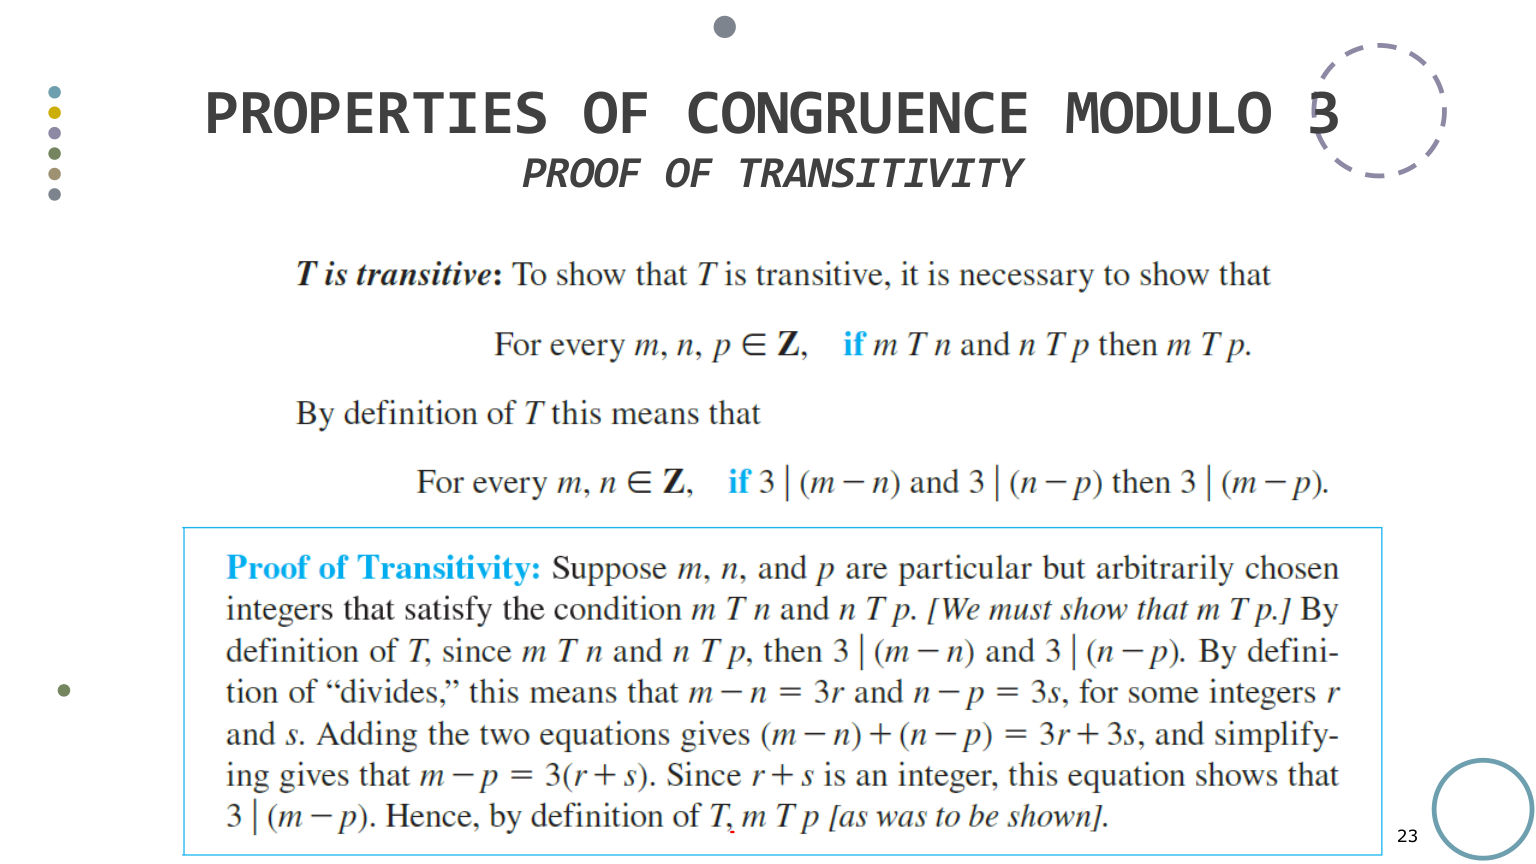 PROPERTIES OF CONGRUENCE MODULO 3
PROOF OF TRANSITIVITY
T is transitive: To show that T is transitive, it is necessary to show that
For every m, n, p ∈ Z, if m T n and n T p then m T p.
By definition of T this means that
For every m, n ∈ Z, if 3 | (m − n) and 3 | (n − p) then 3 | (m − p).
Proof of Transitivity: Suppose m, n, and p are particular but arbitrarily chosen
integers that satisfy the condition m T n and n T p. [We must show that m T p.] By
definition of T, since m T n and n T p, then 3 | (m − n) and 3 | (n − p). By defini-
tion of “divides,” this means that m − n = 3r and n − p = 3s, for some integers r
and s. Adding the two equations gives (m − n) + (n − p) = 3r + 3s, and simplify-
ing gives that m − p = 3(r + s). Since r + s is an integer, this equation shows that
3 | (m − p). Hence, by definition of T, m T p [as was to be shown].
23